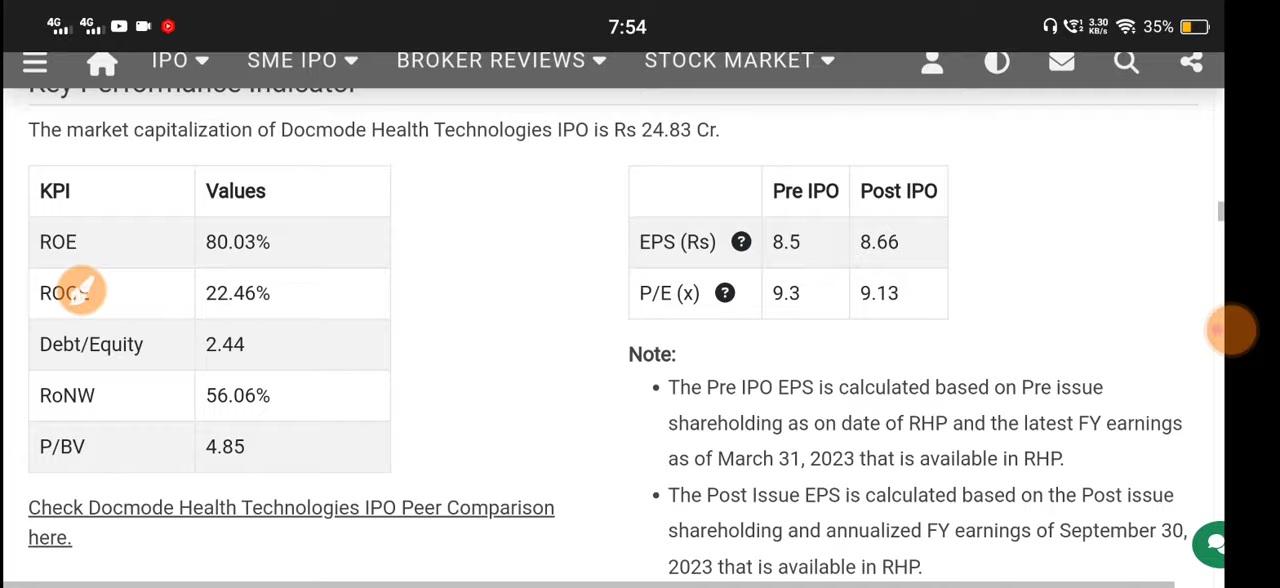 4G 4G 7:54 3.30 KB/s 35%
IPO SME IPO BROKER REVIEWS STOCK MARKET
Key Performance Indicator
The market capitalization of Docmode Health Technologies IPO is Rs 24.83 Cr.
KPI Values
ROE 80.03%
ROCE 22.46%
Debt/Equity 2.44
RoNW 56.06%
P/BV 4.85
Check Docmode Health Technologies IPO Peer Comparison
here.
Pre IPO Post IPO
EPS (Rs) ? 8.5 8.66
P/E (x) ? 9.3 9.13
Note:
• The Pre IPO EPS is calculated based on Pre issue
shareholding as on date of RHP and the latest FY earnings
as of March 31, 2023 that is available in RHP.
• The Post Issue EPS is calculated based on the Post issue
shareholding and annualized FY earnings of September 30,
2023 that is available in RHP.